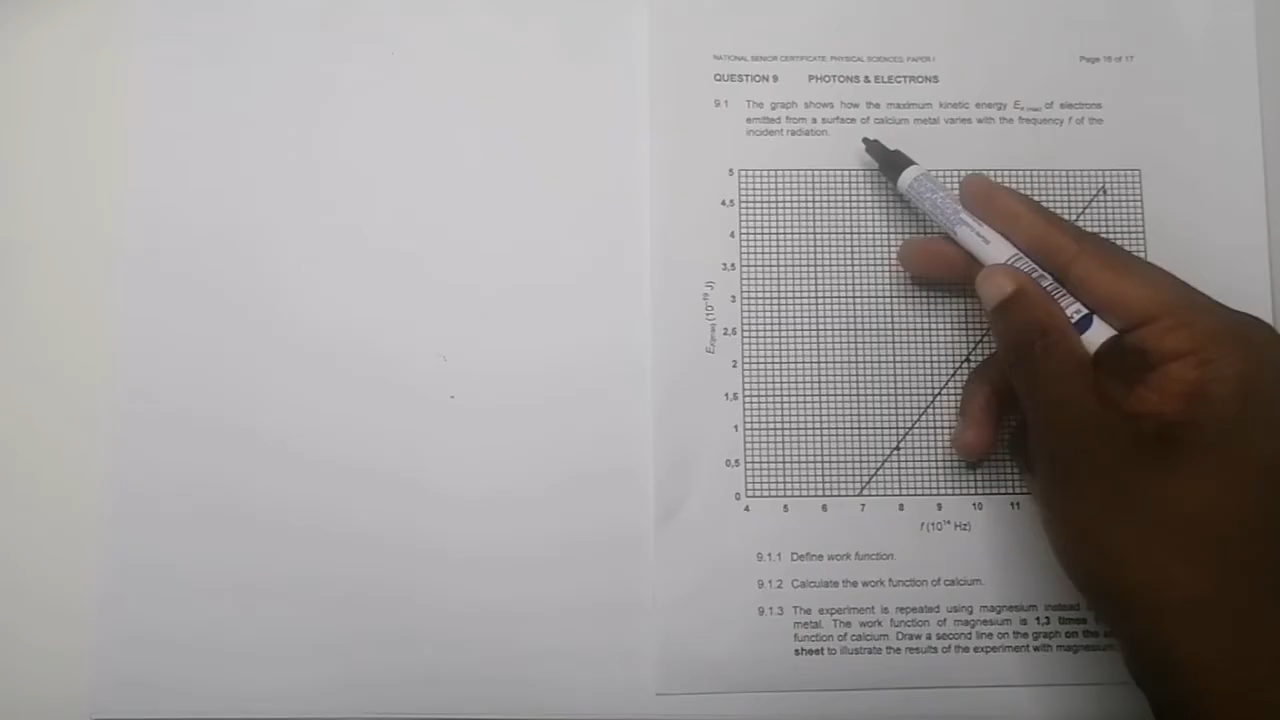 NATIONAL SENIOR CERTIFICATE: PHYSICAL SCIENCES: PAPER I Page 16 of 17
QUESTION 9 PHOTONS & ELECTRONS
9.1 The graph shows how the maximum kinetic energy EK(max) of electrons
emitted from a surface of calcium metal varies with the frequency f of the
incident radiation.
5
4,5
4
3,5
3
2,5
2
1,5
1
0,5
0
EK(max) (10⁻¹⁹ J)
4 5 6 7 8 9 10 11
f (10¹⁴ Hz)
9.1.1 Define work function.
9.1.2 Calculate the work function of calcium.
9.1.3 The experiment is repeated using magnesium instead
metal. The work function of magnesium is 1,3 times
function of calcium. Draw a second line on the graph on the
sheet to illustrate the results of the experiment with magnesium.